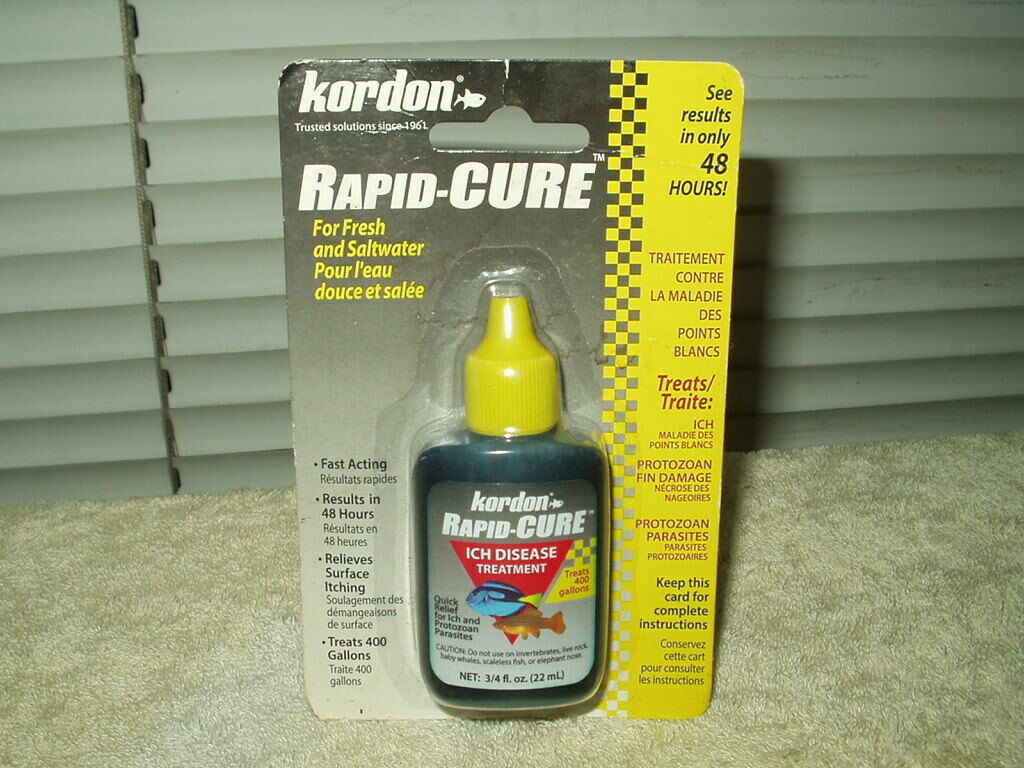 kordon®
Trusted solutions since 1961
RAPID-CURE™
For Fresh
and Saltwater
Pour l'eau
douce et salée
• Fast Acting
Résultats rapides
• Results in
48 Hours
Résultats en
48 heures
• Relieves
Surface
Itching
Soulagement des
démangeaisons
de surface
• Treats 400
Gallons
Traite 400
gallons
kordon®
RAPID-CURE™
ICH DISEASE
TREATMENT
Treats
400
gallons
Quick
Relief
for Ich and
Protozoan
Parasites
CAUTION: Do not use on invertebrates, live rock,
baby whales, scaleless fish, or elephant nose.
NET: 3/4 fl. oz. (22 mL)
See
results
in only
48
HOURS!
TRAITEMENT
CONTRE
LA MALADIE
DES
POINTS
BLANCS
Treats/
Traite:
ICH
MALADIE DES
POINTS BLANCS
PROTOZOAN
FIN DAMAGE
NÉCROSE DES
NAGEOIRES
PROTOZOAN
PARASITES
PARASITES
PROTOZOAIRES
Keep this
card for
complete
instructions
Conservez
cette cart
pour consulter
les instructions